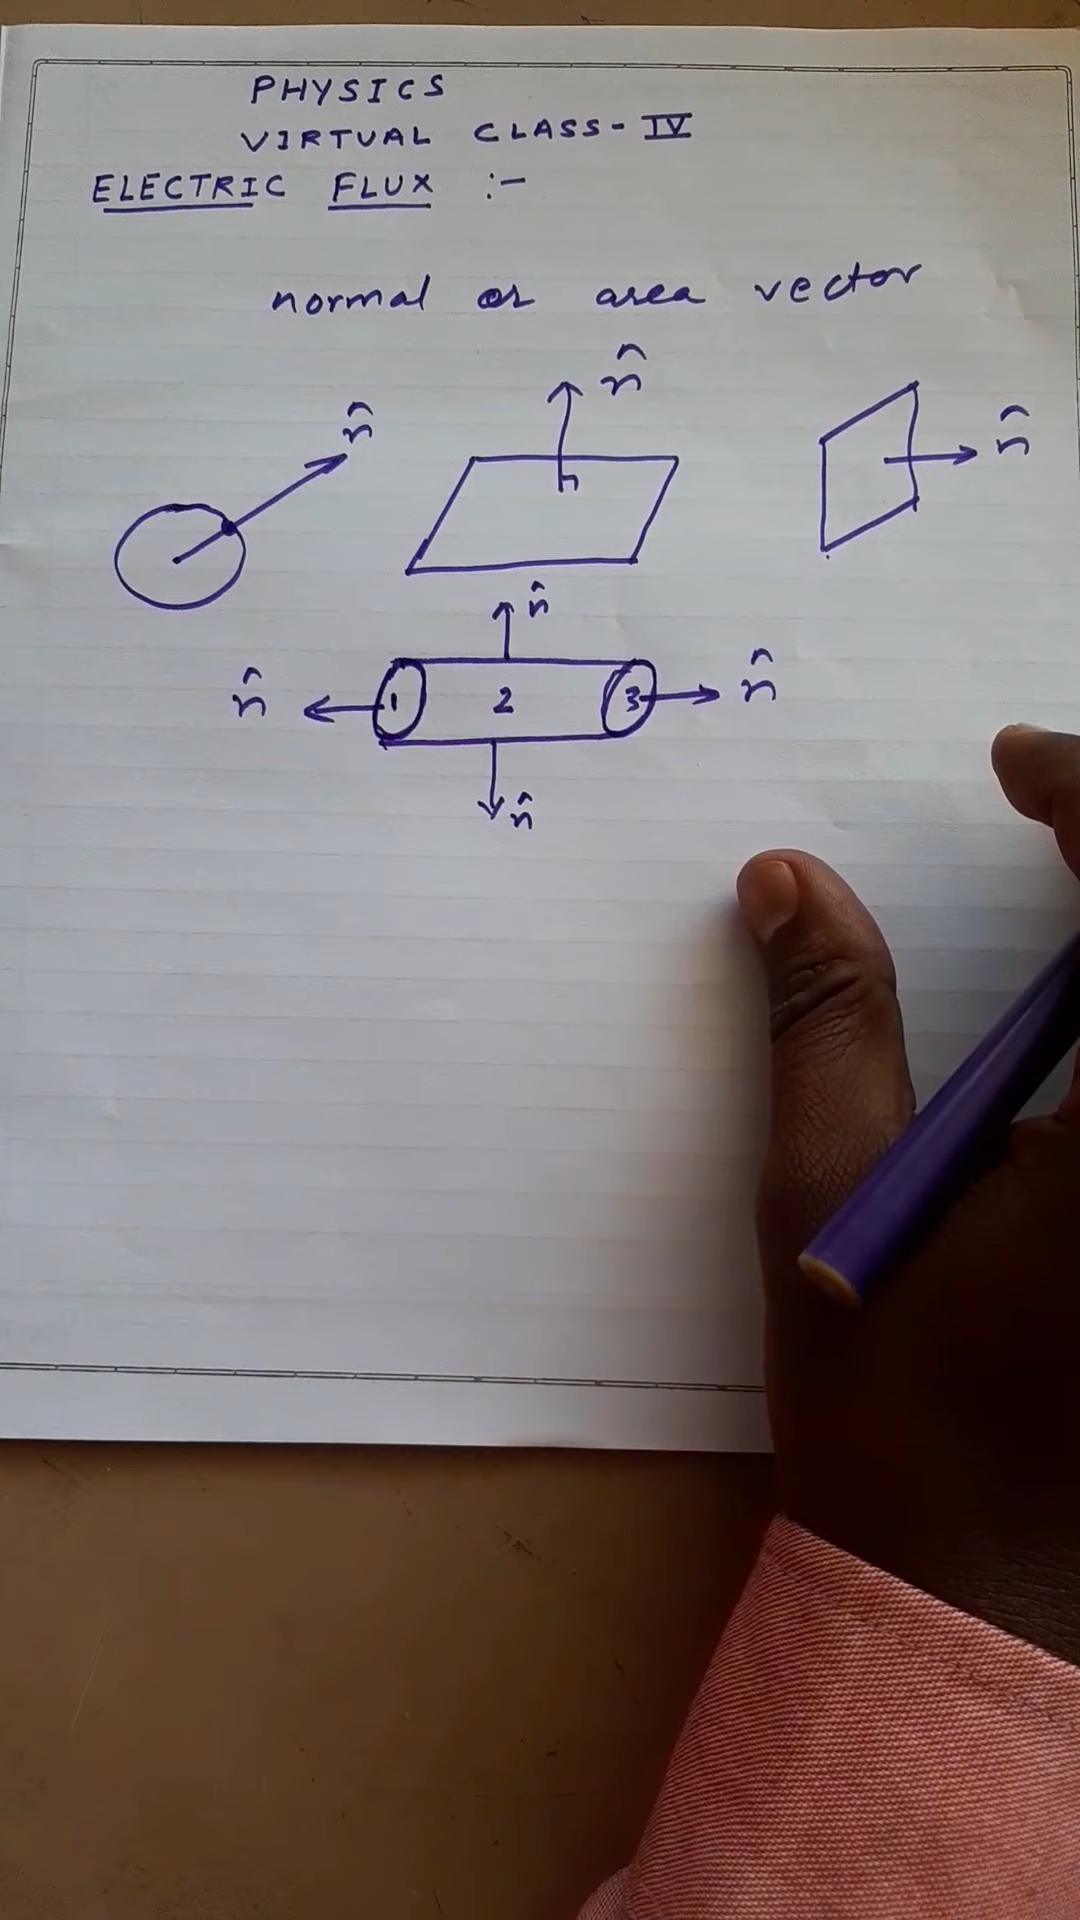 PHYSICS
VIRTUAL CLASS-IV
ELECTRIC FLUX :-
normal or area vector
n̂
n̂
n̂
n̂
n̂ 1 2 3 n̂
n̂